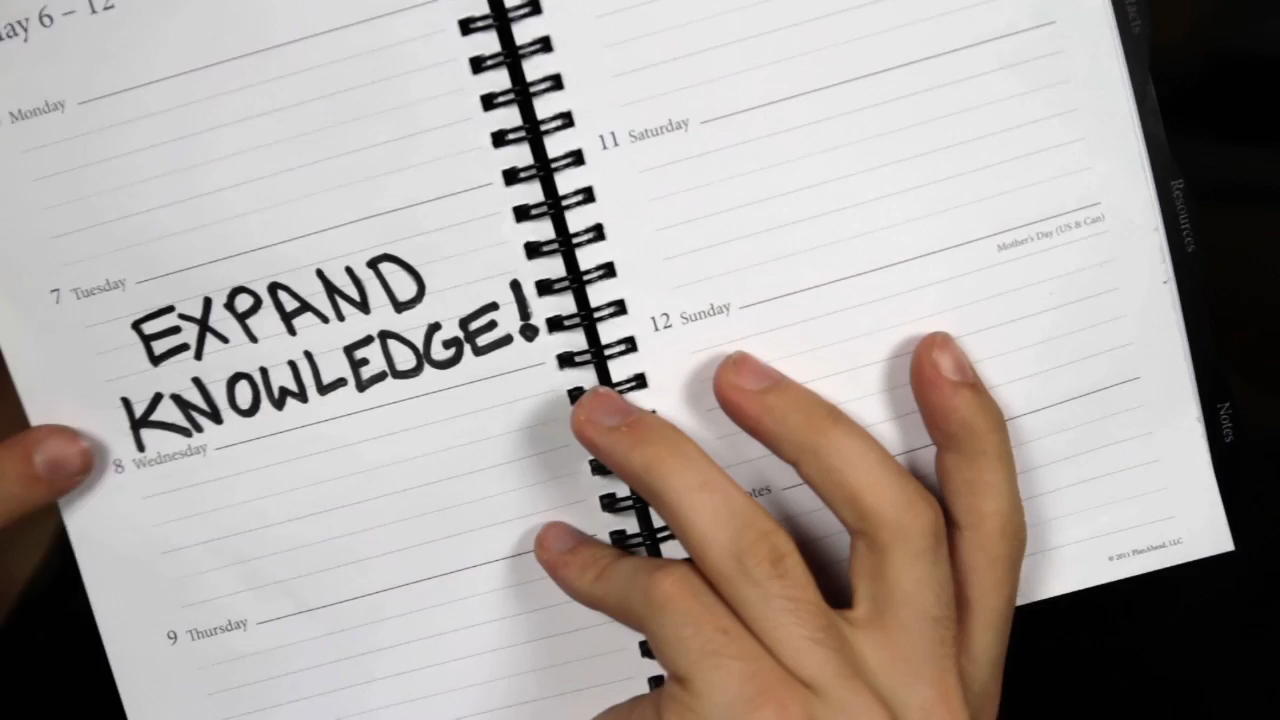 ay 6 – 12
Monday
7 Tuesday
EXPAND
KNOWLEDGE!
8 Wednesday
9 Thursday
11 Saturday
Mother's Day (US & Can)
12 Sunday
otes
© 2011 PlanAhead, LLC
acts
Resources
Notes